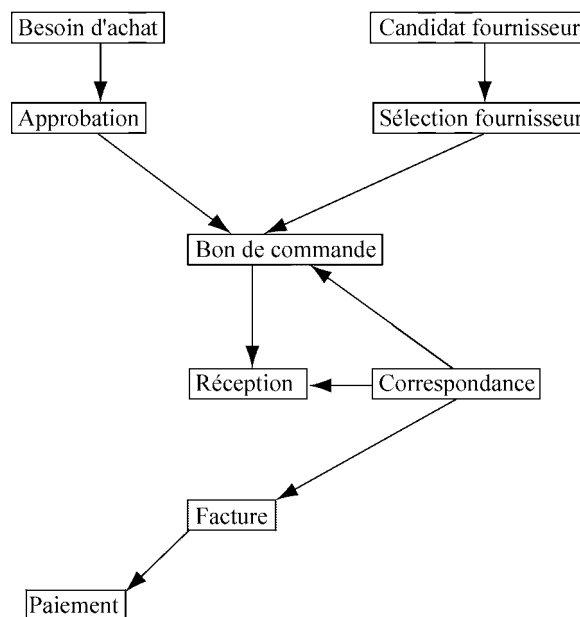 Besoin d'achat
Candidat fournisseur
Approbation
Sélection fournisseur
Bon de commande
Réception
Correspondance
Facture
Paiement